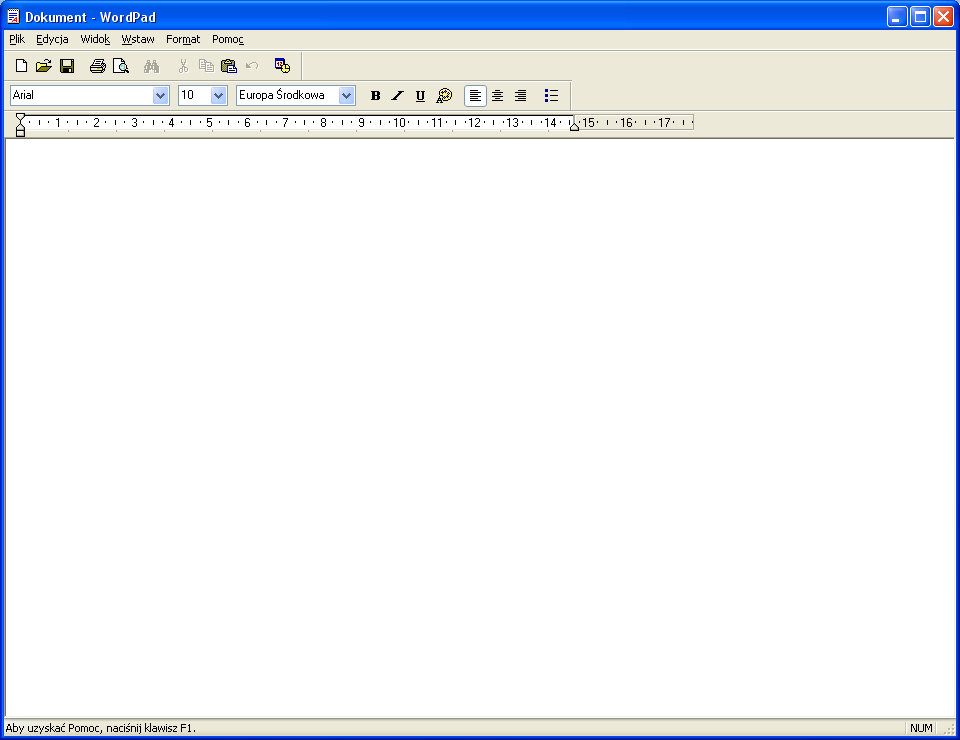 Dokument - WordPad
Plik Edycja Widok Wstaw Format Pomoc
Arial 10 Europa Środkowa B I U
1 2 3 4 5 6 7 8 9 10 11 12 13 14 15 16 17
Aby uzyskać Pomoc, naciśnij klawisz F1. NUM